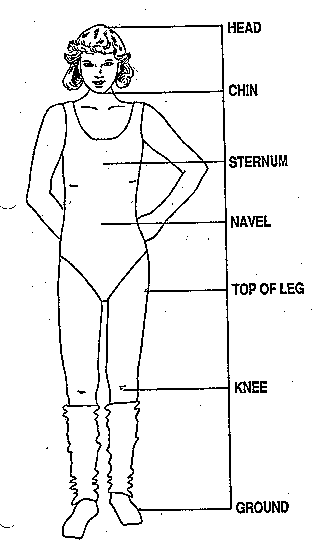 HEAD
CHIN
STERNUM
NAVEL
TOP OF LEG
KNEE
GROUND